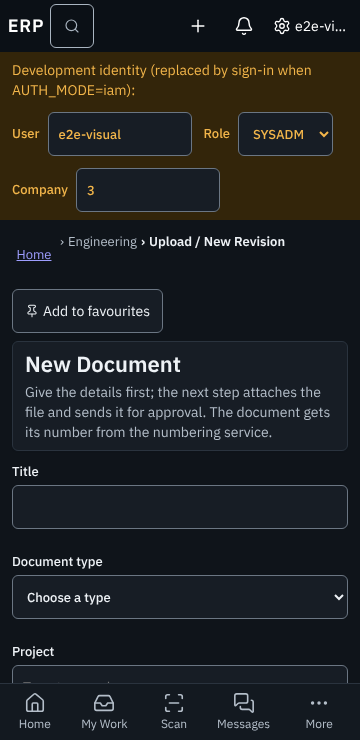 ERP
e2e-vi...
Development identity (replaced by sign-in when
AUTH_MODE=iam):
User
e2e-visual
Role
SYSADM
Company
3
Home
› Engineering › Upload / New Revision
Add to favourites
New Document
Give the details first; the next step attaches the
file and sends it for approval. The document gets
its number from the numbering service.
Title
Document type
Choose a type
Project
Home
My Work
Scan
Messages
More